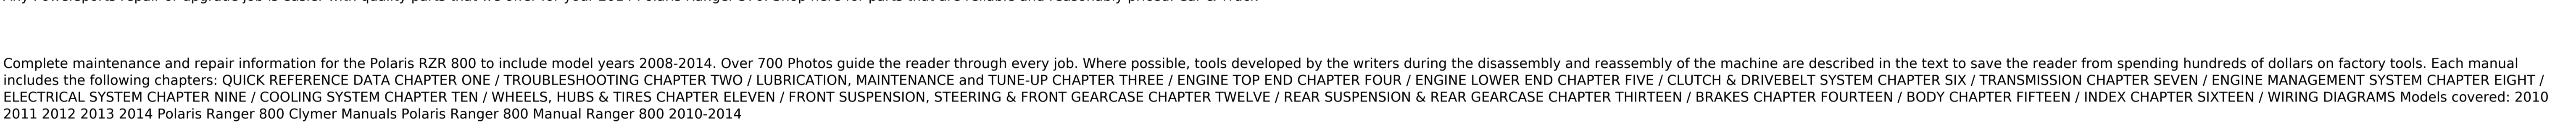 Complete maintenance and repair information for the Polaris RZR 800 to include model years 2008-2014. Over 700 Photos guide the reader through every job. Where possible, tools developed by the writers during the disassembly and reassembly of the machine are described in the text to save the reader from spending hundreds of dollars on factory tools. Each manual
includes the following chapters: QUICK REFERENCE DATA CHAPTER ONE / TROUBLESHOOTING CHAPTER TWO / LUBRICATION, MAINTENANCE and TUNE-UP CHAPTER THREE / ENGINE TOP END CHAPTER FOUR / ENGINE LOWER END CHAPTER FIVE / CLUTCH & DRIVEBELT SYSTEM CHAPTER SIX / TRANSMISSION CHAPTER SEVEN / ENGINE MANAGEMENT SYSTEM CHAPTER EIGHT /
ELECTRICAL SYSTEM CHAPTER NINE / COOLING SYSTEM CHAPTER TEN / WHEELS, HUBS & TIRES CHAPTER ELEVEN / FRONT SUSPENSION, STEERING & FRONT GEARCASE CHAPTER TWELVE / REAR SUSPENSION & REAR GEARCASE CHAPTER THIRTEEN / BRAKES CHAPTER FOURTEEN / BODY CHAPTER FIFTEEN / INDEX CHAPTER SIXTEEN / WIRING DIAGRAMS Models covered: 2010
2011 2012 2013 2014 Polaris Ranger 800 Clymer Manuals Polaris Ranger 800 Manual Ranger 800 2010-2014